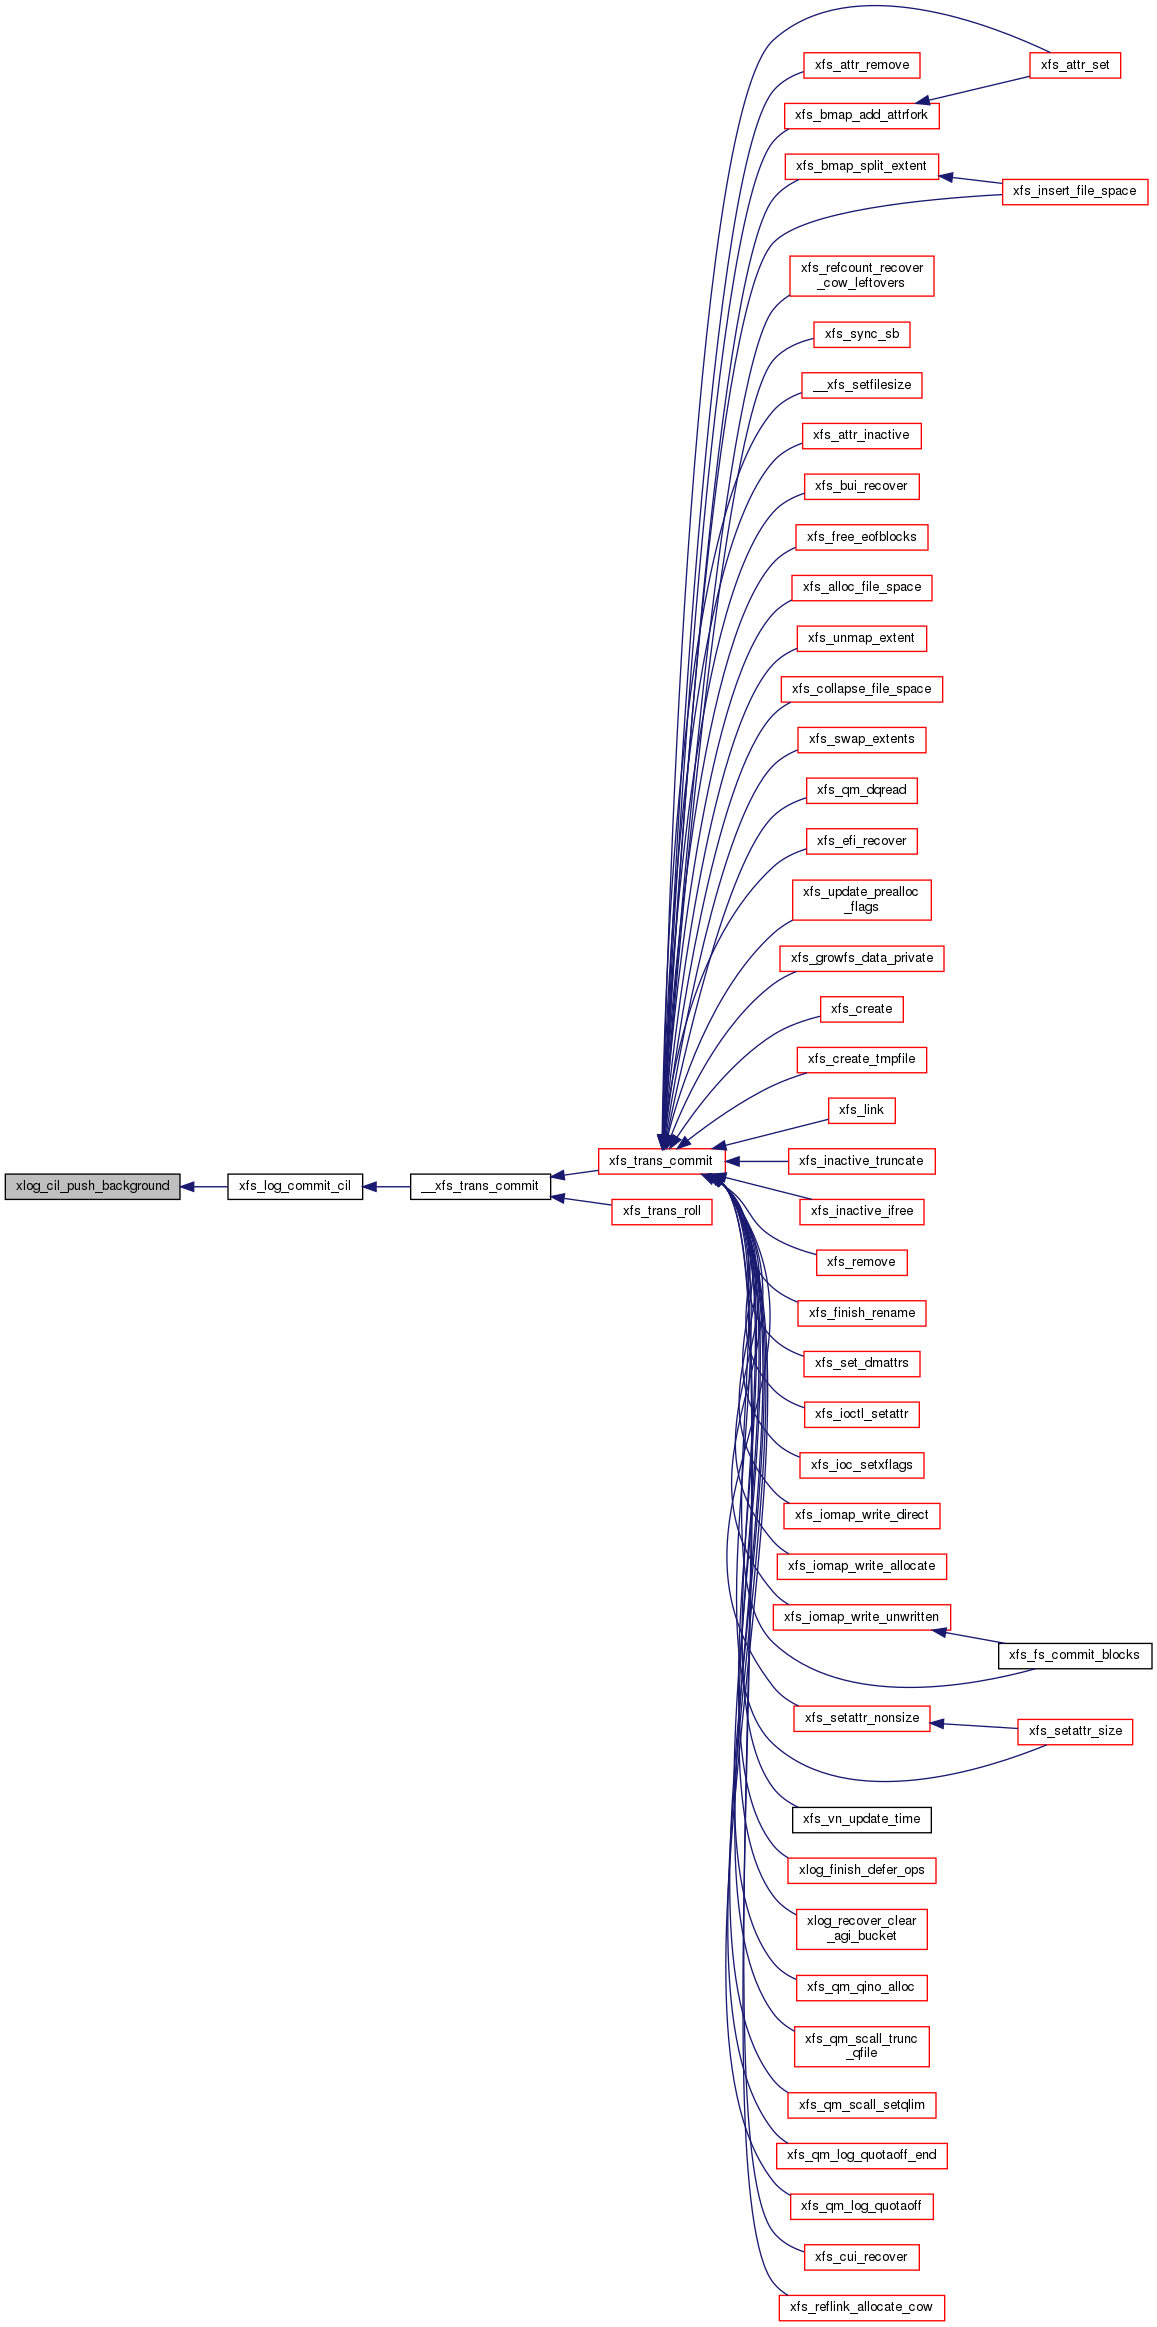 xfs_attr_set
xfs_attr_remove
xfs_bmap_add_attrfork
xfs_bmap_split_extent
xfs_insert_file_space
xfs_refcount_recover
_cow_leftovers
xfs_sync_sb
__xfs_setfilesize
xfs_attr_inactive
xfs_bui_recover
xfs_free_eofblocks
xfs_alloc_file_space
xfs_unmap_extent
xfs_collapse_file_space
xfs_swap_extents
xfs_qm_dqread
xfs_efi_recover
xfs_update_prealloc
_flags
xfs_growfs_data_private
xfs_create
xfs_create_tmpfile
xfs_link
xfs_trans_commit
xfs_inactive_truncate
xlog_cil_push_background
xfs_log_commit_cil
__xfs_trans_commit
xfs_trans_roll
xfs_inactive_ifree
xfs_remove
xfs_finish_rename
xfs_set_dmattrs
xfs_ioctl_setattr
xfs_ioc_setxflags
xfs_iomap_write_direct
xfs_iomap_write_allocate
xfs_iomap_write_unwritten
xfs_fs_commit_blocks
xfs_setattr_nonsize
xfs_setattr_size
xfs_vn_update_time
xlog_finish_defer_ops
xlog_recover_clear
_agi_bucket
xfs_qm_qino_alloc
xfs_qm_scall_trunc
_qfile
xfs_qm_scall_setqlim
xfs_qm_log_quotaoff_end
xfs_qm_log_quotaoff
xfs_cui_recover
xfs_reflink_allocate_cow